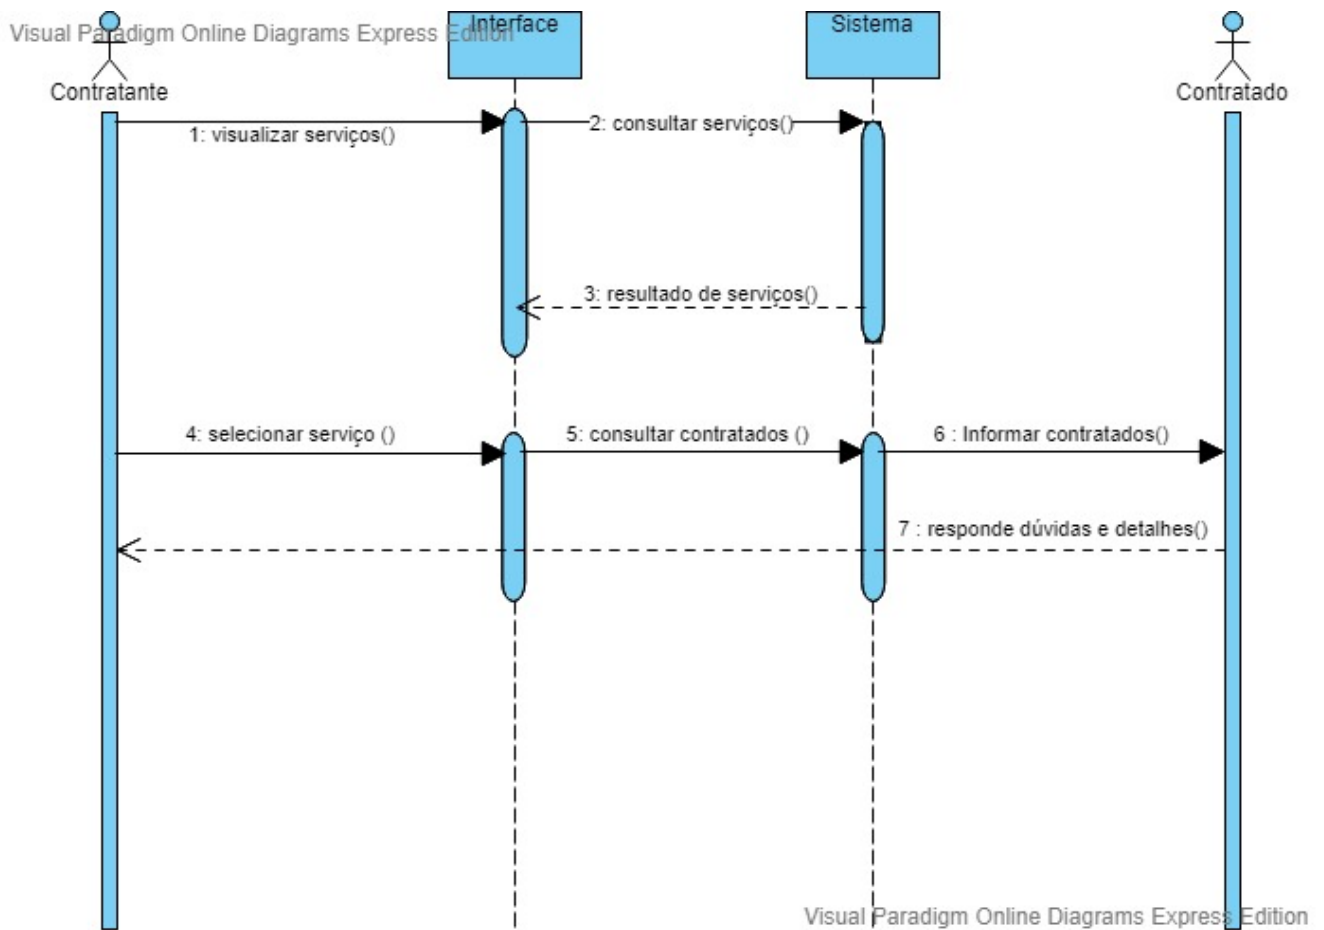 Visual Paradigm Online Diagrams Express Edition
Interface
Sistema
Contratante
Contratado
1: visualizar serviços()
2: consultar serviços()
3: resultado de serviços()
4: selecionar serviço ()
5: consultar contratados ()
6 : Informar contratados()
7 : responde dúvidas e detalhes()
Visual Paradigm Online Diagrams Express Edition